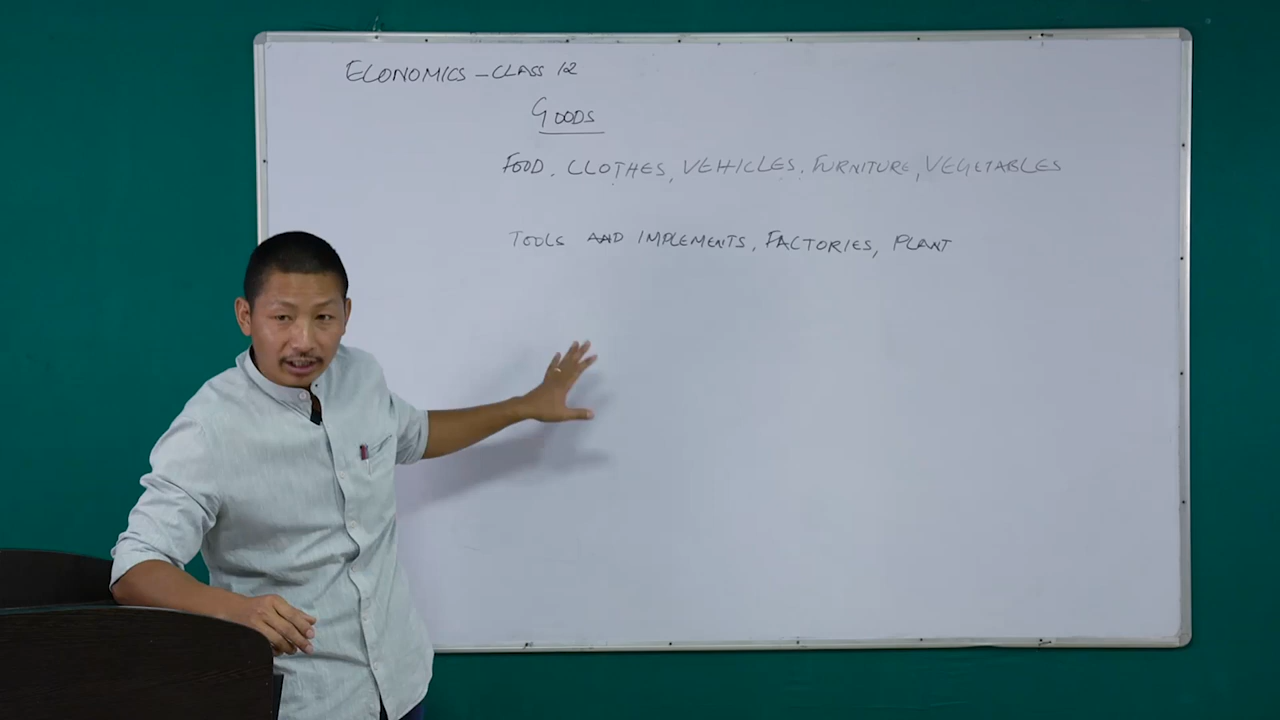 ECONOMICS - CLASS 12
GOODS
FOOD, CLOTHES, VEHICLES, FURNITURE, VEGETABLES
TOOLS AND IMPLEMENTS, FACTORIES, PLANT